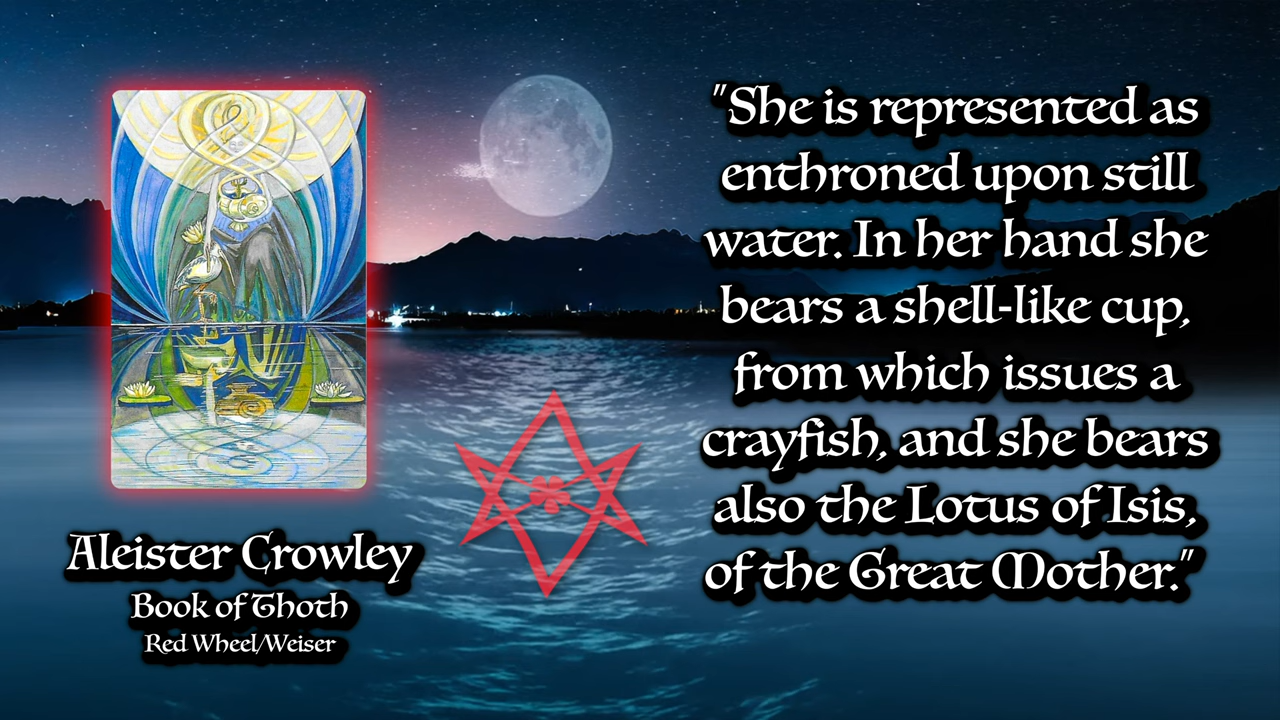 "She is represented as
enthroned upon still
water. In her hand she
bears a shell-like cup,
from which issues a
crayfish, and she bears
also the Lotus of Isis,
of the Great Mother."
Aleister Crowley
Book of Thoth
Red Wheel/Weiser